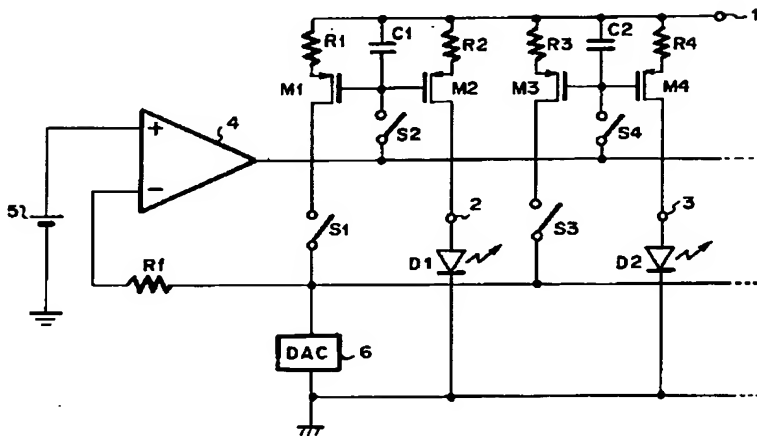 1
R1 C1 R2 R3 C2 R4
M1 M2 M3 M4
4
+
S2 S4
−
5
S1 2 S3 3
Rf D1 D2
DAC 6